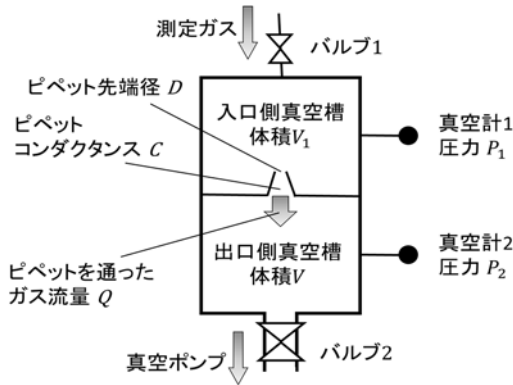 測定ガス
バルブ1
ピペット先端径 D
ピペット
コンダクタンス C
入口側真空槽
体積V₁
真空計1
圧力 P₁
ピペットを通った
ガス流量 Q
出口側真空槽
体積V
真空計2
圧力 P₂
真空ポンプ
バルブ2